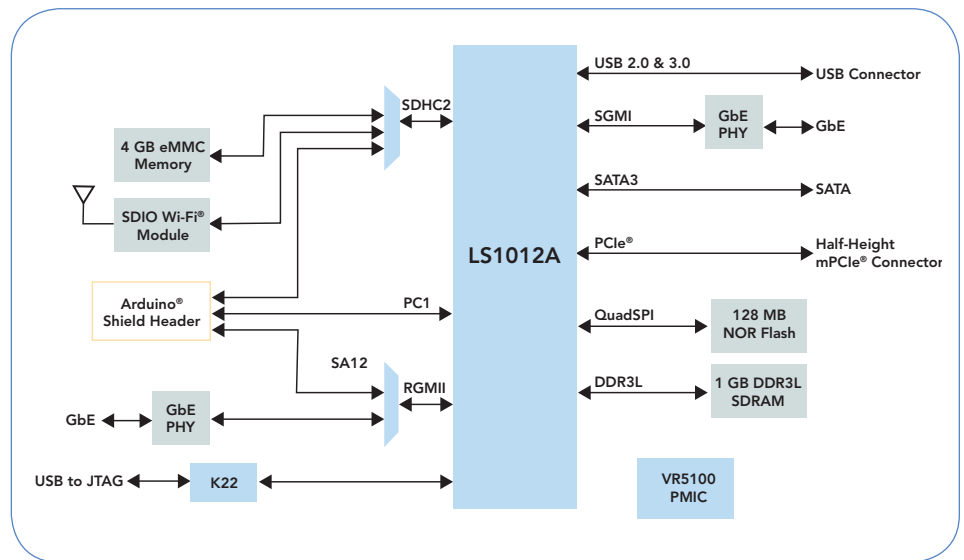 USB 2.0 & 3.0
USB Connector
SDHC2
SGMI
GbE
PHY
GbE
4 GB eMMC
Memory
SATA3
SATA
SDIO Wi-Fi®
Module
LS1012A
PCIe®
Half-Height
mPCIe® Connector
Arduino®
Shield Header
PC1
QuadSPI
128 MB
NOR Flash
SA12
RGMII
DDR3L
1 GB DDR3L
SDRAM
GbE
GbE
PHY
USB to JTAG
K22
VR5100
PMIC